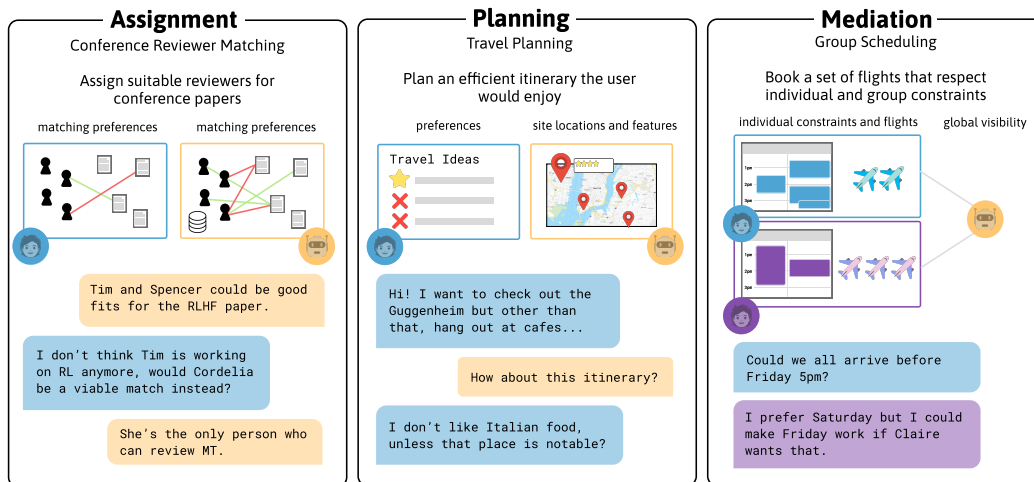 Assignment
Conference Reviewer Matching
Assign suitable reviewers for
conference papers
matching preferences
matching preferences
Tim and Spencer could be good
fits for the RLHF paper.
I don't think Tim is working
on RL anymore, would Cordelia
be a viable match instead?
She's the only person who
can review MT.
Planning
Travel Planning
Plan an efficient itinerary the user
would enjoy
preferences
site locations and features
Travel Ideas
Hi! I want to check out the
Guggenheim but other than
that, hang out at cafes...
How about this itinerary?
I don't like Italian food,
unless that place is notable?
Mediation
Group Scheduling
Book a set of flights that respect
individual and group constraints
individual constraints and flights
global visibility
1pm
2pm
3pm
1pm
2pm
3pm
Could we all arrive before
Friday 5pm?
I prefer Saturday but I could
make Friday work if Claire
wants that.